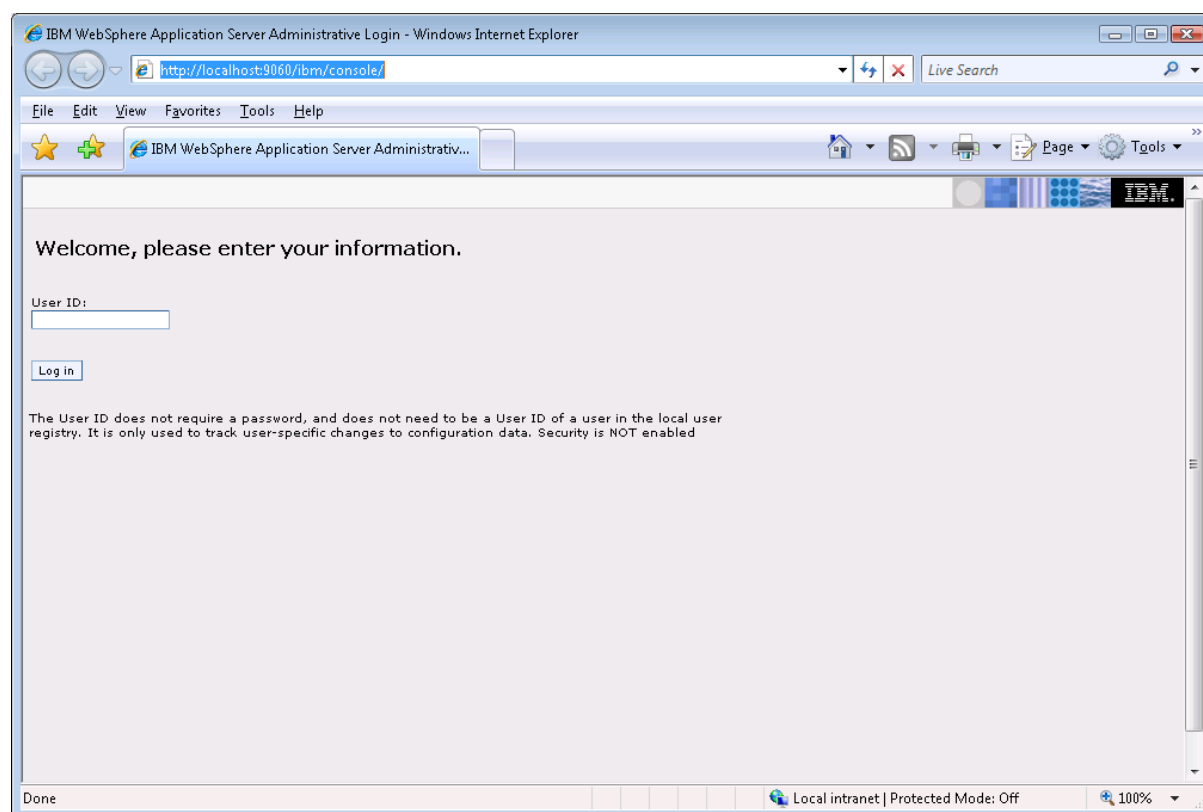 IBM WebSphere Application Server Administrative Login - Windows Internet Explorer
http://localhost:9060/ibm/console/
Live Search
File Edit View Favorites Tools Help
IBM WebSphere Application Server Administrativ...
Page
Tools
IBM.
Welcome, please enter your information.
User ID:
Log in
The User ID does not require a password, and does not need to be a User ID of a user in the local user
registry. It is only used to track user-specific changes to configuration data. Security is NOT enabled
Done
Local intranet | Protected Mode: Off
100%